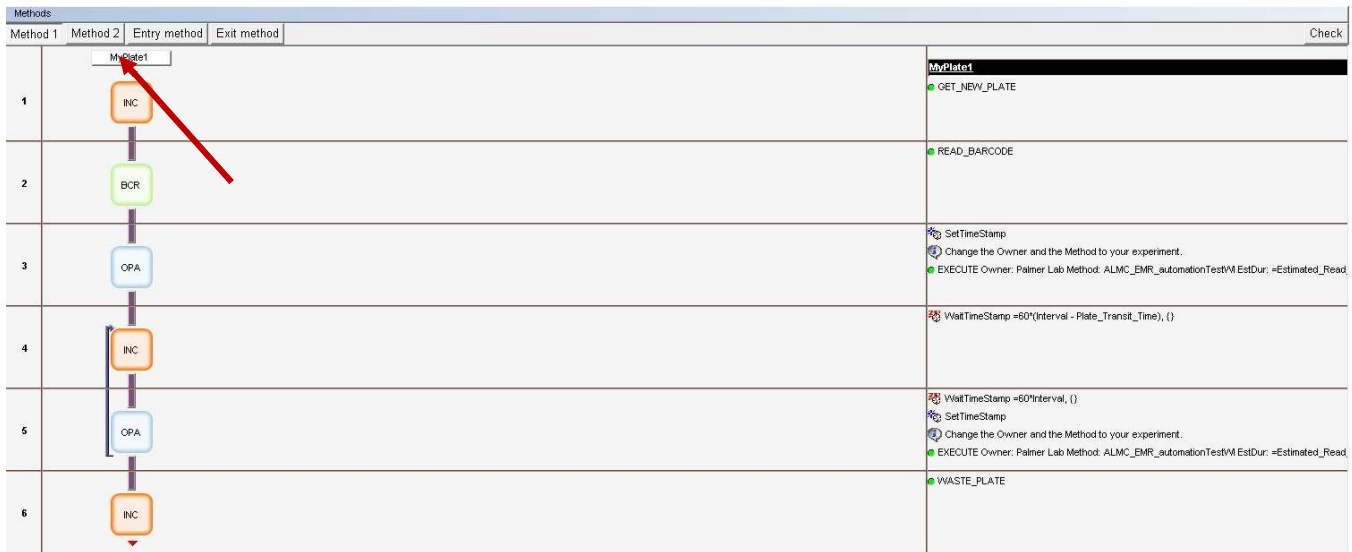 Methods
Method 1 Method 2 Entry method Exit method Check
MyPlate1
MyPlate1
1 INC GET_NEW_PLATE
2 BCR READ_BARCODE
SetTimeStamp
Change the Owner and the Method to your experiment.
3 OPA EXECUTE Owner: Palmer Lab Method: ALMC_EMR_automationTestWI EstDur: =Estimated_Read_
4 INC WaitTimeStamp =60*(Interval - Plate_Transit_Time), {}
WaitTimeStamp =60*Interval, {}
SetTimeStamp
5 OPA Change the Owner and the Method to your experiment.
EXECUTE Owner: Palmer Lab Method: ALMC_EMR_automationTestWI EstDur: =Estimated_Read_
6 INC WASTE_PLATE